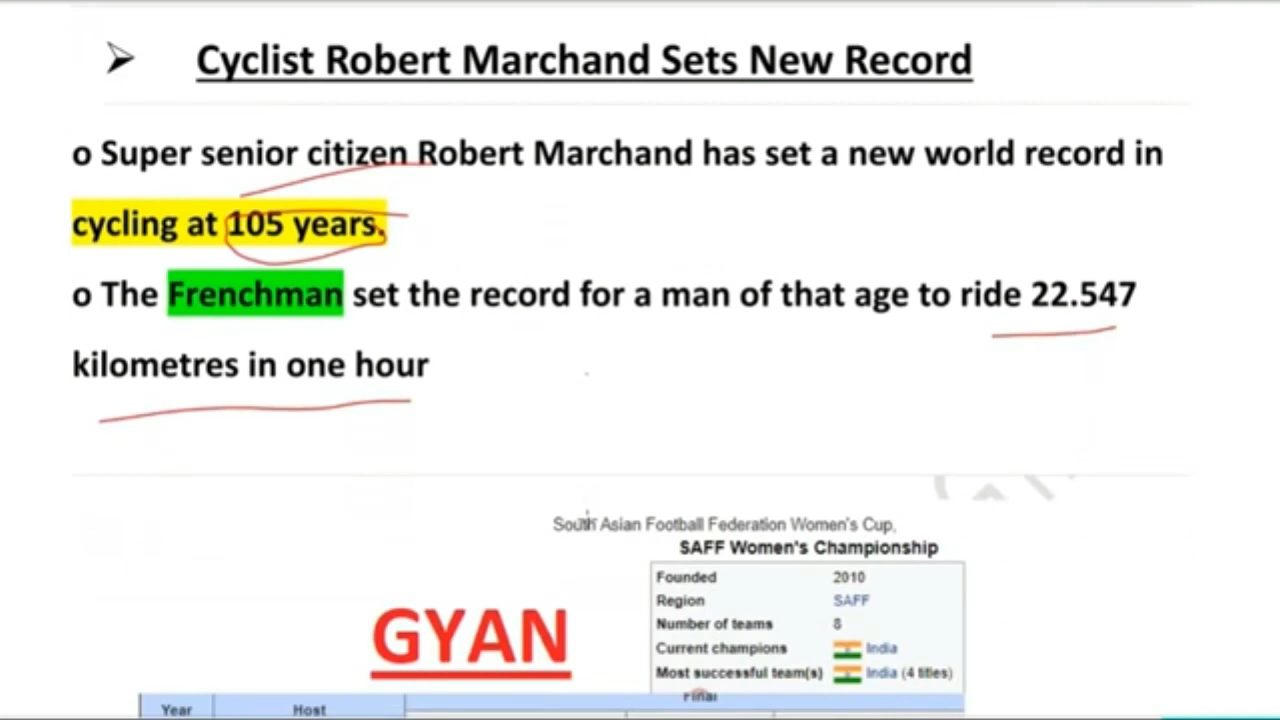 Cyclist Robert Marchand Sets New Record
o Super senior citizen Robert Marchand has set a new world record in
cycling at 105 years.
o The Frenchman set the record for a man of that age to ride 22.547
kilometres in one hour
South Asian Football Federation Women's Cup,
SAFF Women's Championship
Founded 2010
Region SAFF
Number of teams 8
Current champions India
Most successful team(s) India (4 titles)
GYAN
Final
Year Host